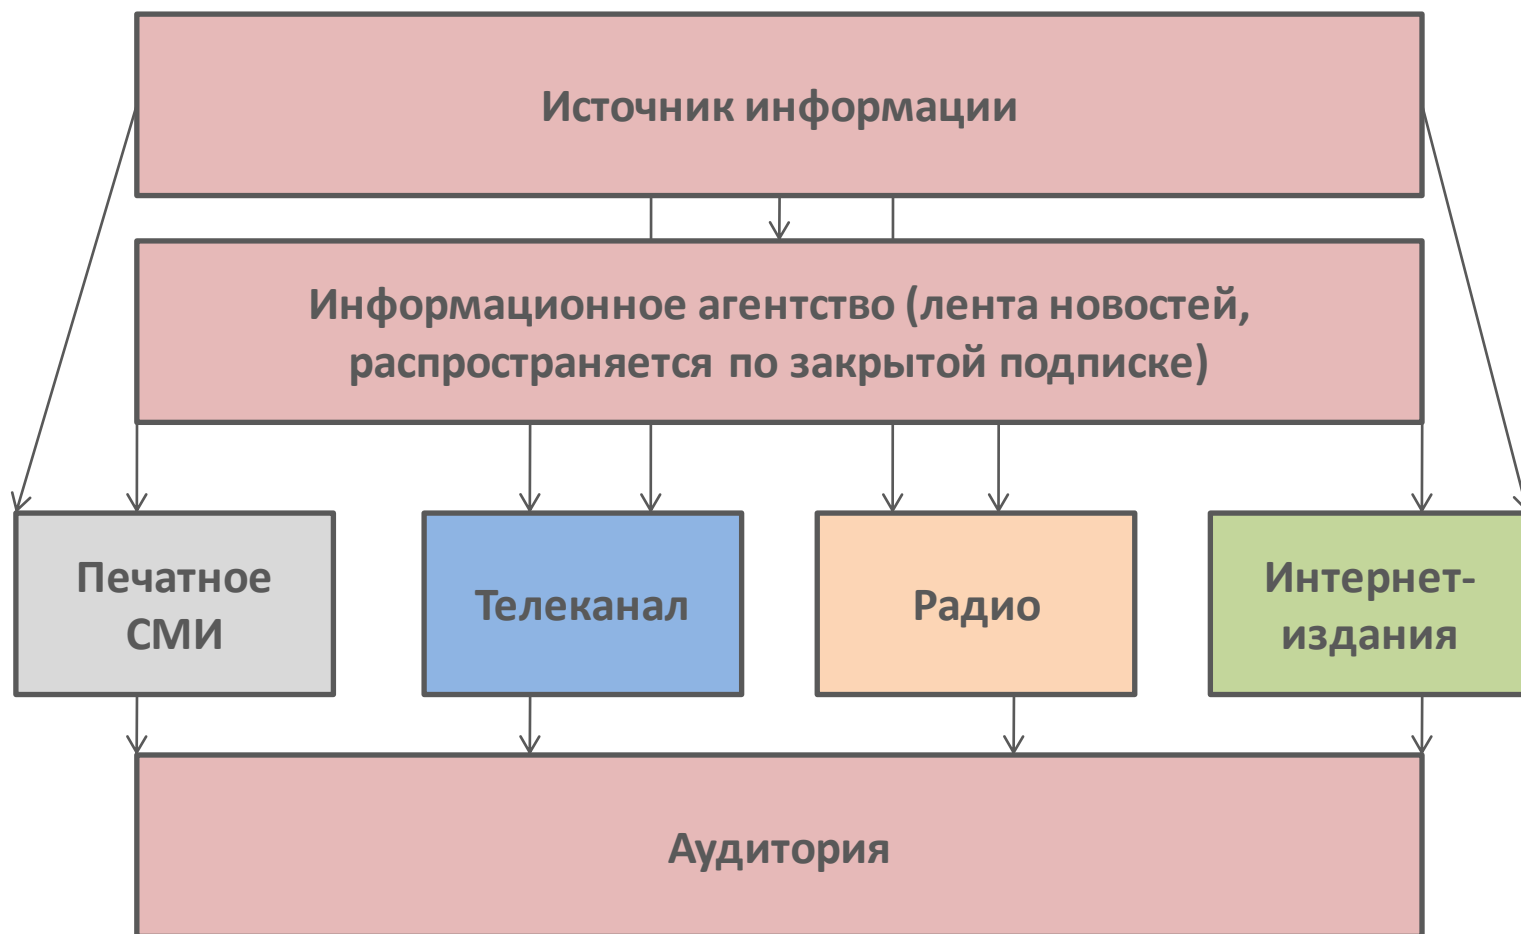 Источник информации
Информационное агентство (лента новостей,
распространяется по закрытой подписке)
Печатное
СМИ
Телеканал
Радио
Интернет-
издания
Аудитория